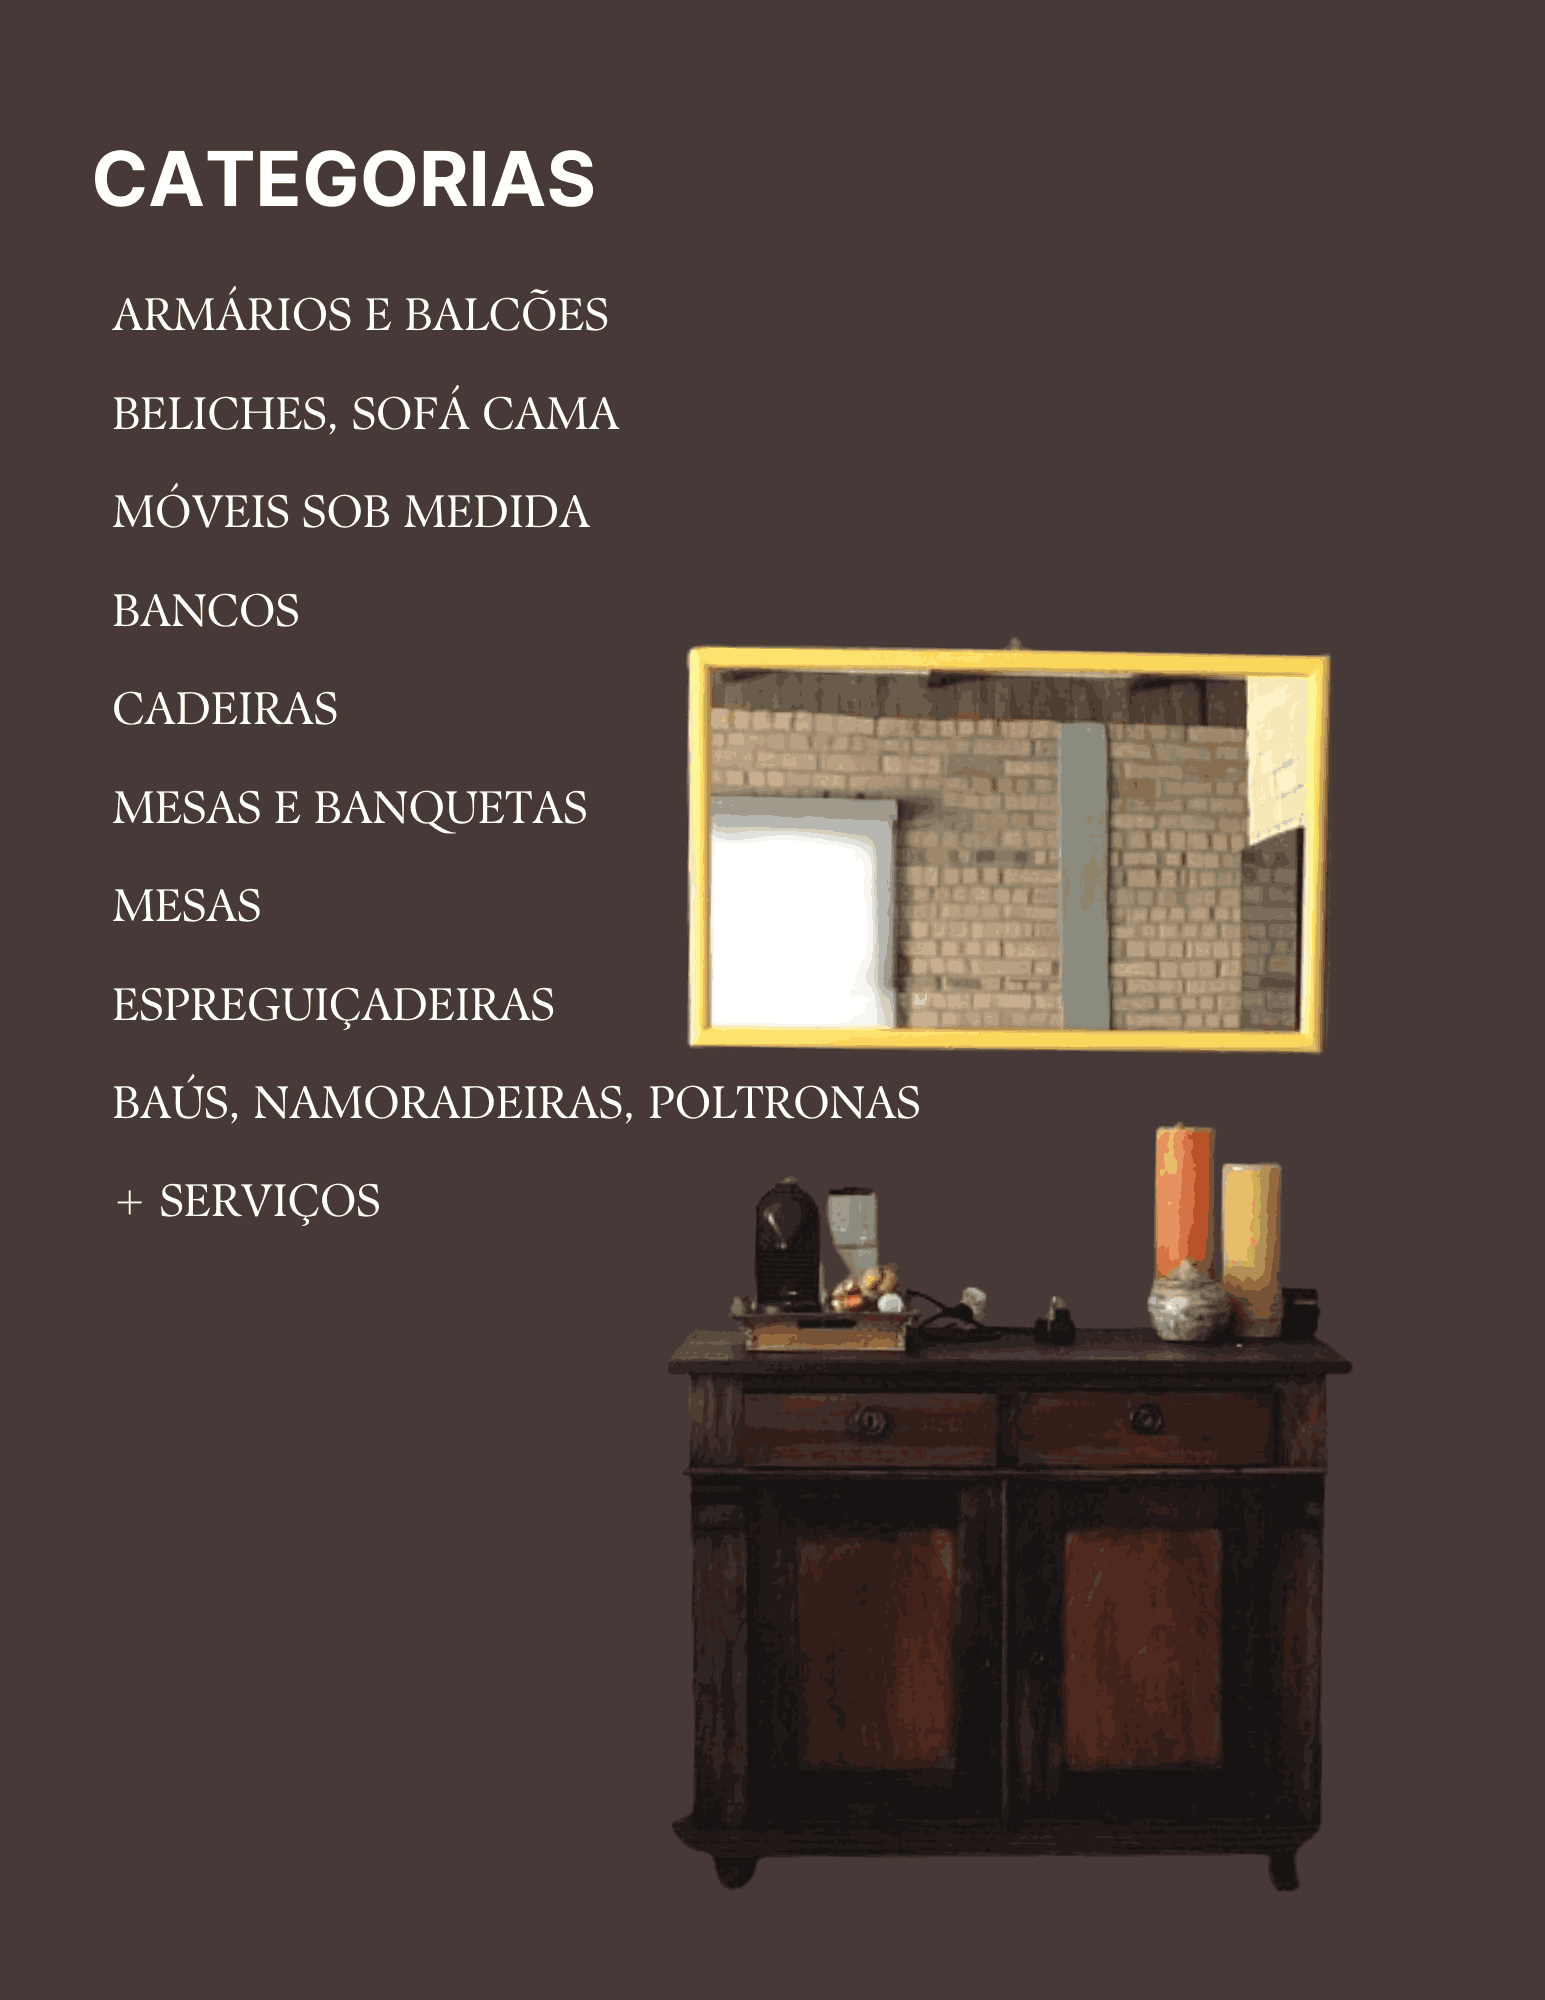 CATEGORIAS
ARMÁRIOS E BALCÕES
BELICHES, SOFÁ CAMA
MÓVEIS SOB MEDIDA
BANCOS
CADEIRAS
MESAS E BANQUETAS
MESAS
ESPREGUIÇADEIRAS
BAÚS, NAMORADEIRAS, POLTRONAS
+ SERVIÇOS